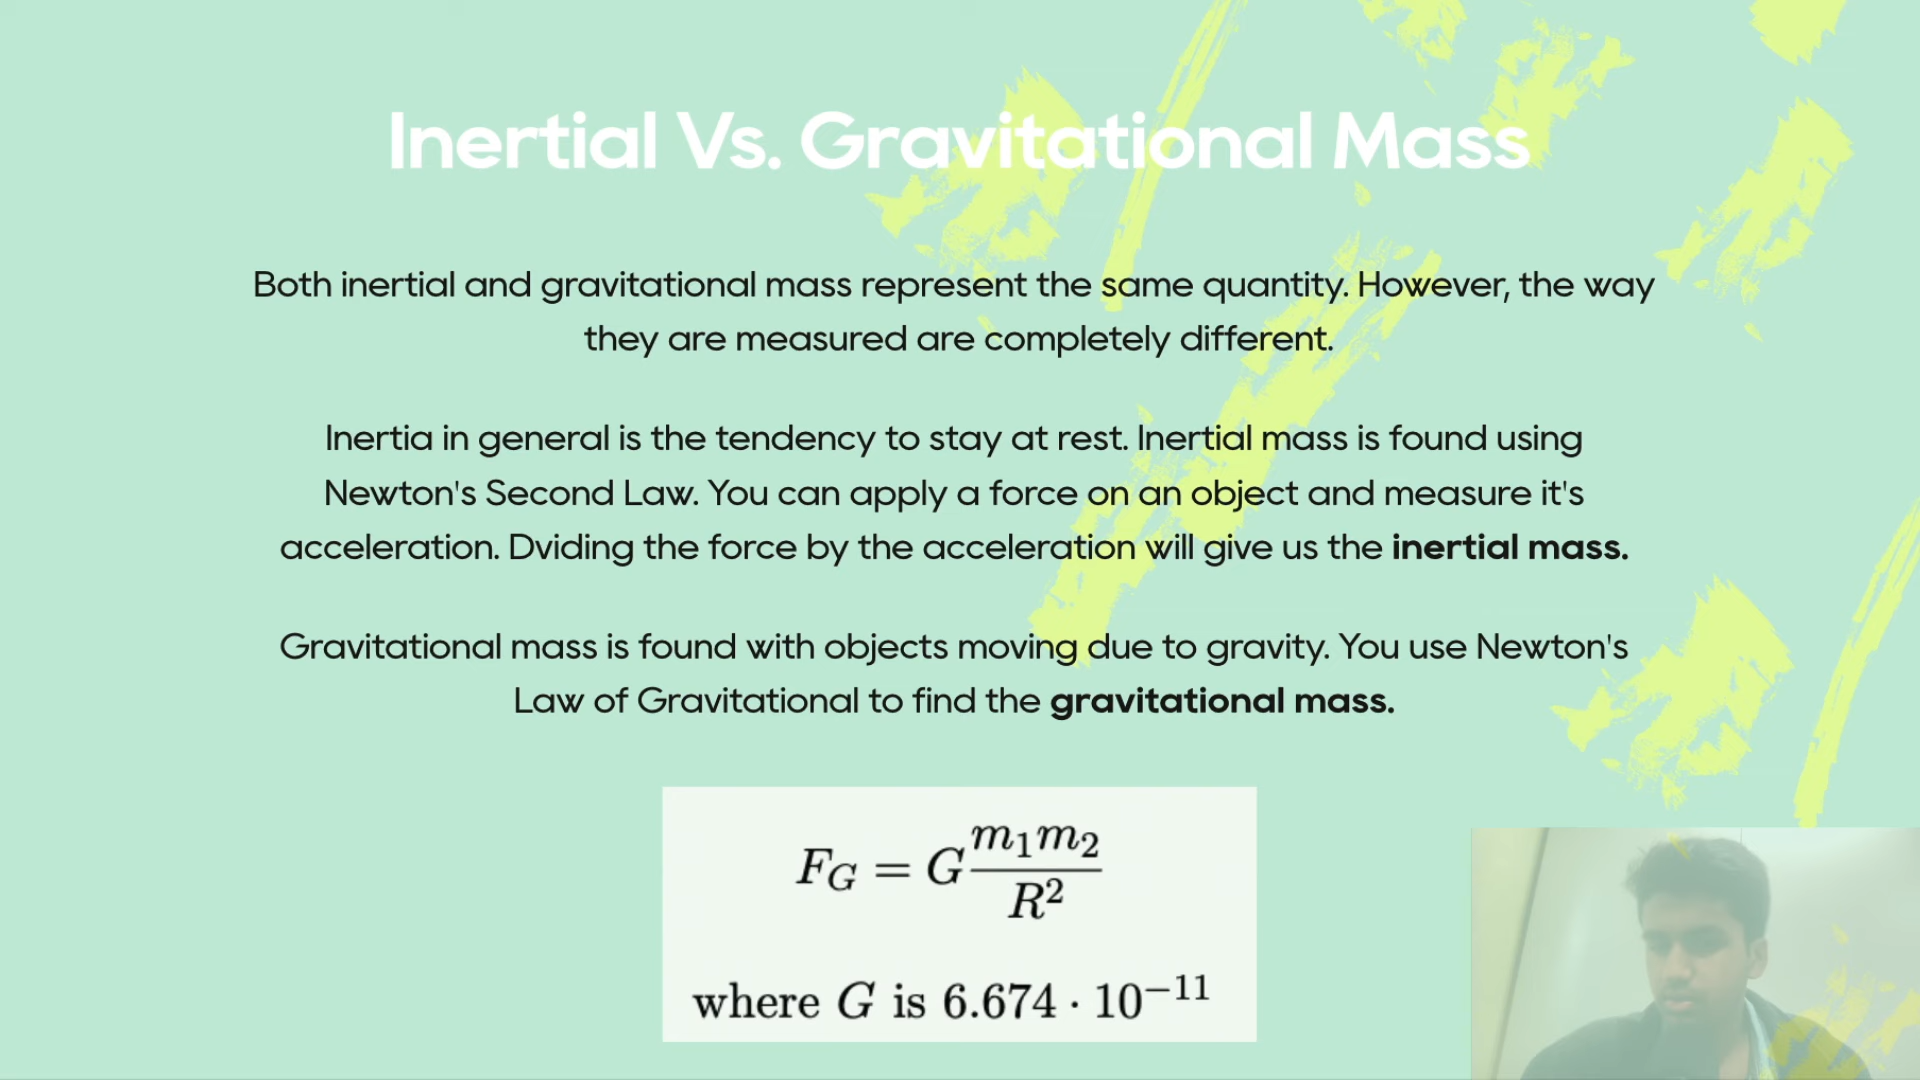 Inertial Vs. Gravitational Mass
Both inertial and gravitational mass represent the same quantity. However, the way
they are measured are completely different.
Inertia in general is the tendency to stay at rest. Inertial mass is found using
Newton's Second Law. You can apply a force on an object and measure it's
acceleration. Dviding the force by the acceleration will give us the inertial mass.
Gravitational mass is found with objects moving due to gravity. You use Newton's
Law of Gravitational to find the gravitational mass.
F_G = G \frac{m_1 m_2}{R^2}
where G is 6.674 · 10^{-11}